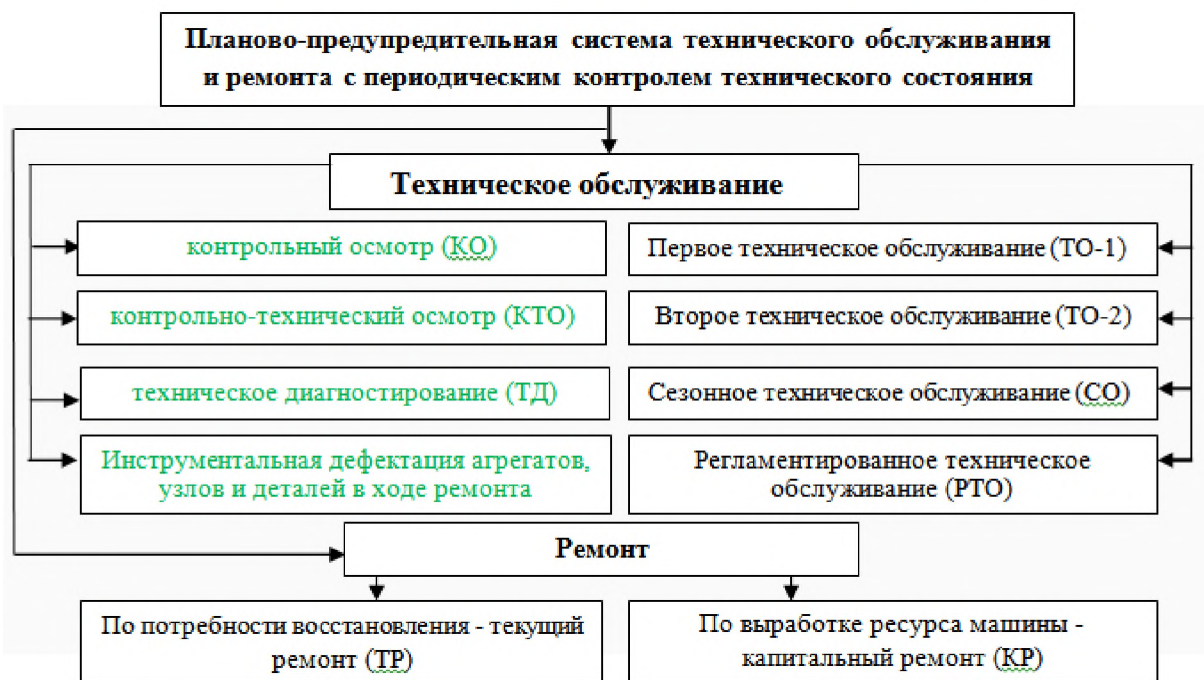 Планово-предупредительная система технического обслуживания
и ремонта с периодическим контролем технического состояния
Техническое обслуживание
контрольный осмотр (КО)
Первое техническое обслуживание (ТО-1)
контрольно-технический осмотр (КТО)
Второе техническое обслуживание (ТО-2)
техническое диагностирование (ТД)
Сезонное техническое обслуживание (СО)
Инструментальная дефектация агрегатов,
узлов и деталей в ходе ремонта
Регламентированное техническое
обслуживание (РТО)
Ремонт
По потребности восстановления - текущий
ремонт (ТР)
По выработке ресурса машины -
капитальный ремонт (КР)